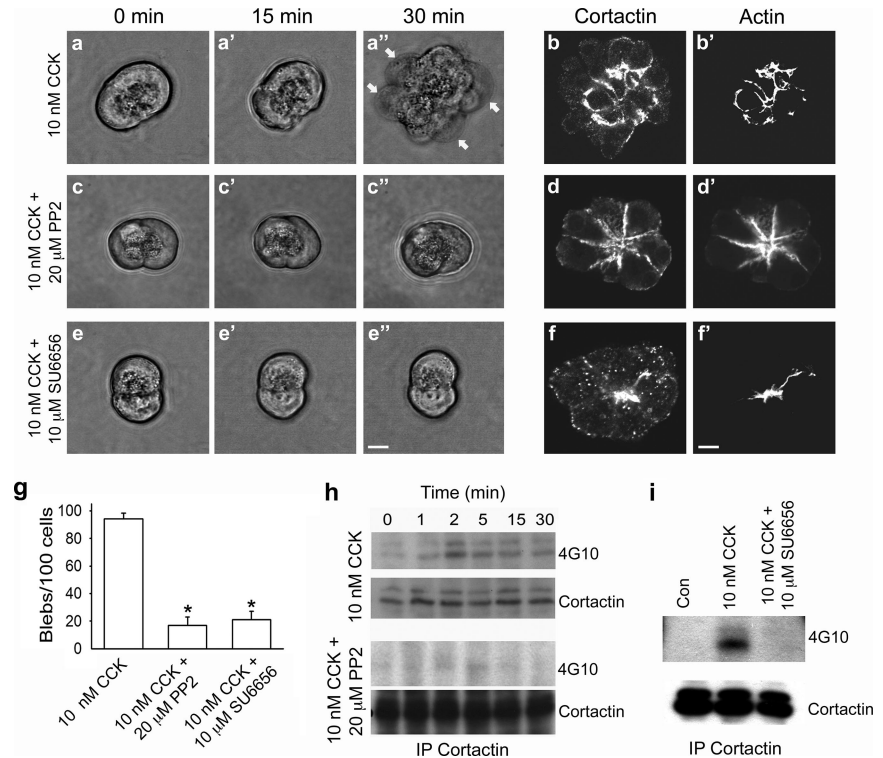 0 min 15 min 30 min Cortactin Actin
10 nM CCK
a a' a" b b'
10 nM CCK +
20 μM PP2
c c' c" d d'
10 nM CCK +
10 μM SU6656
e e' e" f f'
g
Blebs/100 cells
100
80
60
40
20
0
* *
10 nM CCK
10 nM CCK +
20 μM PP2
10 nM CCK +
10 μM SU6656
h
Time (min)
0 1 2 5 15 30
10 nM CCK
4G10
Cortactin
10 nM CCK +
20 μM PP2
4G10
Cortactin
IP Cortactin
i
Con
10 nM CCK
10 nM CCK +
10 μM SU6656
4G10
Cortactin
IP Cortactin